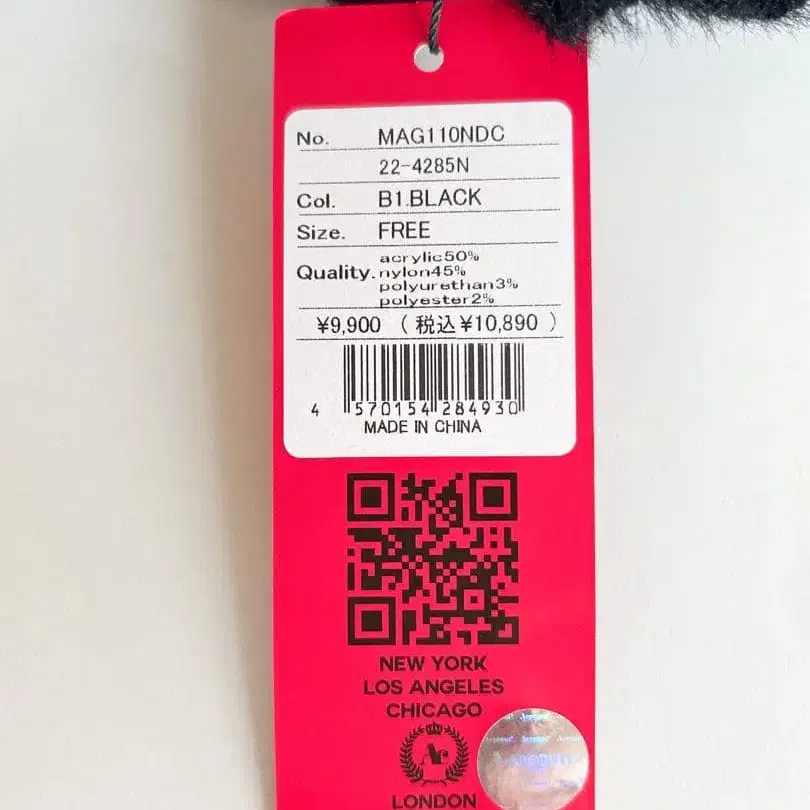 No. MAG110NDC
22-4285N
Col. B1.BLACK
Size. FREE
Quality. acrylic50%
nylon45%
polyurethan3%
polyester2%
¥9,900 ( 税込¥10,890 )
4 570154 284930
MADE IN CHINA
NEW YORK
LOS ANGELES
CHICAGO
Ar
LONDON